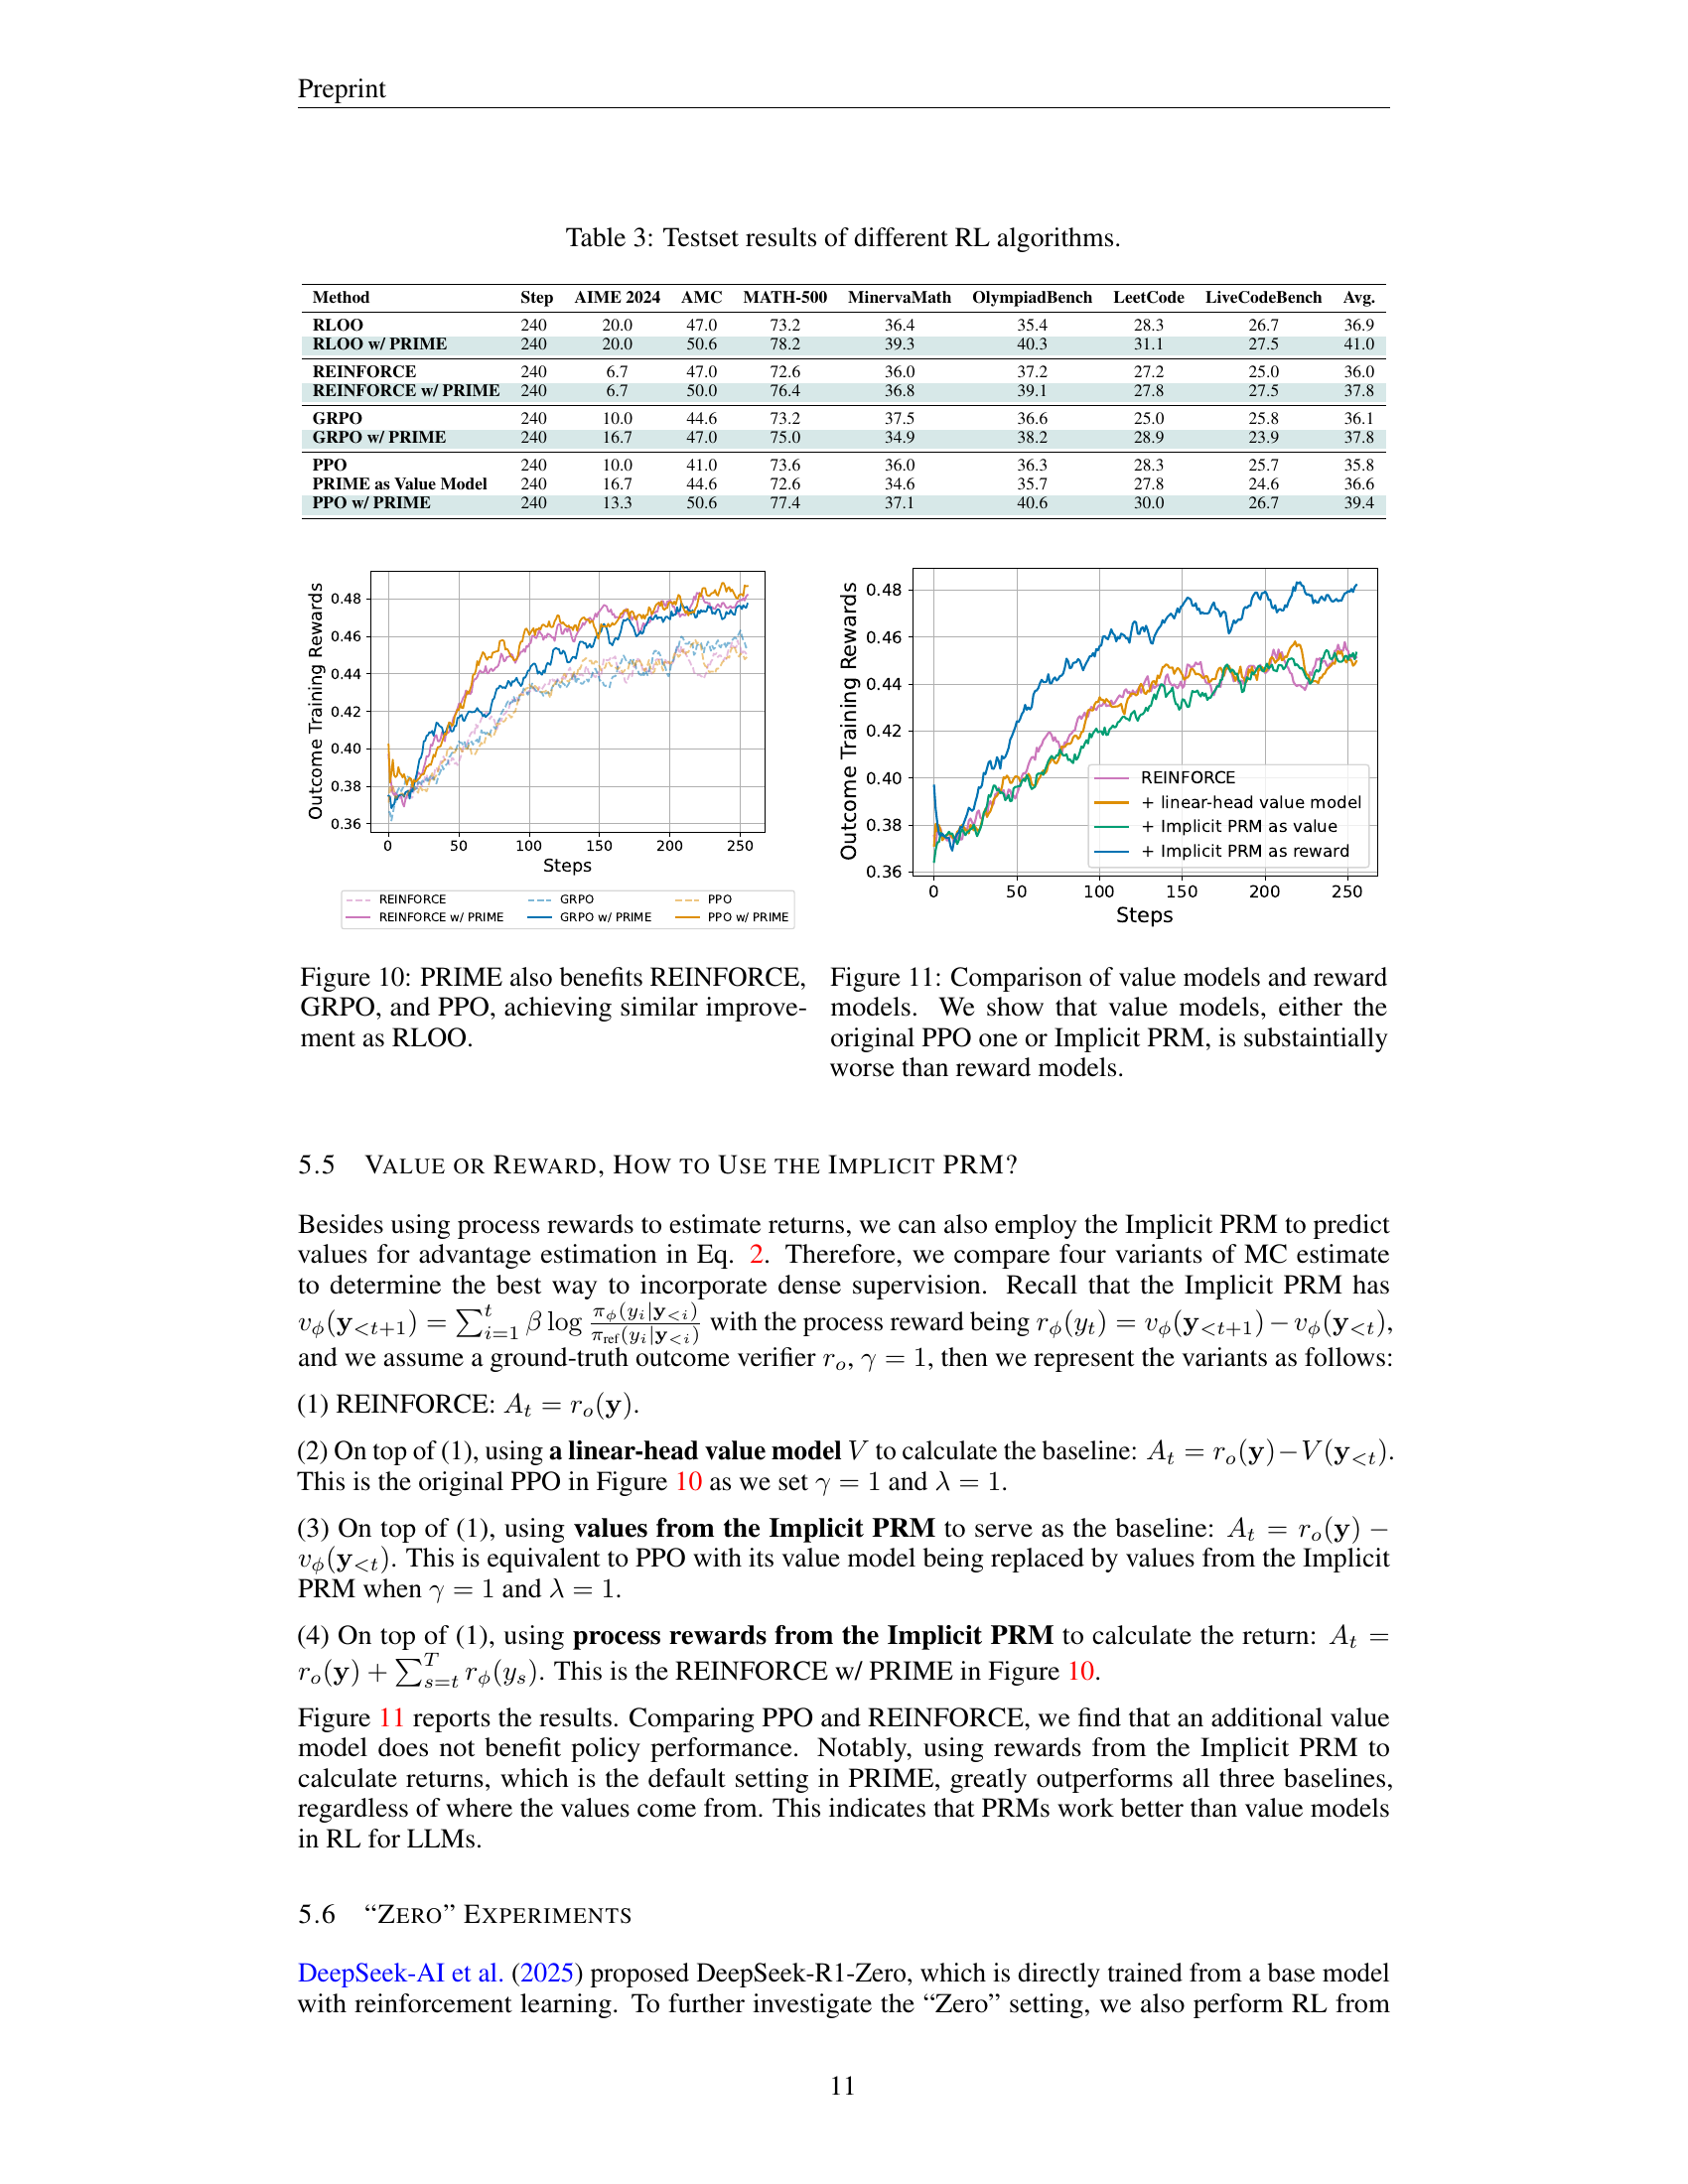 Preprint
Table 3: Testset results of different RL algorithms.
Method Step AIME 2024 AMC MATH-500 MinervaMath OlympiadBench LeetCode LiveCodeBench Avg.
RLOO 240 20.0 47.0 73.2 36.4 35.4 28.3 26.7 36.9
RLOO w/ PRIME 240 20.0 50.6 78.2 39.3 40.3 31.1 27.5 41.0
REINFORCE 240 6.7 47.0 72.6 36.0 37.2 27.2 25.0 36.0
REINFORCE w/ PRIME 240 6.7 50.0 76.4 36.8 39.1 27.8 27.5 37.8
GRPO 240 10.0 44.6 73.2 37.5 36.6 25.0 25.8 36.1
GRPO w/ PRIME 240 16.7 47.0 75.0 34.9 38.2 28.9 23.9 37.8
PPO 240 10.0 41.0 73.6 36.0 36.3 28.3 25.7 35.8
PRIME as Value Model 240 16.7 44.6 72.6 34.6 35.7 27.8 24.6 36.6
PPO w/ PRIME 240 13.3 50.6 77.4 37.1 40.6 30.0 26.7 39.4
Outcome Training Rewards
0.48
0.46
0.44
0.42
0.40
0.38
0.36
0 50 100 150 200 250
Steps
REINFORCE GRPO PPO
REINFORCE w/ PRIME GRPO w/ PRIME PPO w/ PRIME
Figure 10: PRIME also benefits REINFORCE,
GRPO, and PPO, achieving similar improve-
ment as RLOO.
Outcome Training Rewards
0.48
0.46
0.44
0.42
0.40
0.38
0.36
REINFORCE
+ linear-head value model
+ Implicit PRM as value
+ Implicit PRM as reward
0 50 100 150 200 250
Steps
Figure 11: Comparison of value models and reward
models. We show that value models, either the
original PPO one or Implicit PRM, is substaintially
worse than reward models.
5.5 VALUE OR REWARD, HOW TO USE THE IMPLICIT PRM?
Besides using process rewards to estimate returns, we can also employ the Implicit PRM to predict
values for advantage estimation in Eq. 2. Therefore, we compare four variants of MC estimate
to determine the best way to incorporate dense supervision. Recall that the Implicit PRM has
$v_\phi(\mathbf{y}_{<t+1}) = \sum_{i=1}^{t} \beta \log \frac{\pi_\phi(y_i|\mathbf{y}_{<i})}{\pi_{\text{ref}}(y_i|\mathbf{y}_{<i})}$ with the process reward being $r_\phi(y_t) = v_\phi(\mathbf{y}_{<t+1}) - v_\phi(\mathbf{y}_{<t})$,
and we assume a ground-truth outcome verifier $r_o$, $\gamma = 1$, then we represent the variants as follows:
(1) REINFORCE: $A_t = r_o(\mathbf{y})$.
(2) On top of (1), using a linear-head value model $V$ to calculate the baseline: $A_t = r_o(\mathbf{y}) - V(\mathbf{y}_{<t})$.
This is the original PPO in Figure 10 as we set $\gamma = 1$ and $\lambda = 1$.
(3) On top of (1), using values from the Implicit PRM to serve as the baseline: $A_t = r_o(\mathbf{y}) -$
$v_\phi(\mathbf{y}_{<t})$. This is equivalent to PPO with its value model being replaced by values from the Implicit
PRM when $\gamma = 1$ and $\lambda = 1$.
(4) On top of (1), using process rewards from the Implicit PRM to calculate the return: $A_t =$
$r_o(\mathbf{y}) + \sum_{s=t}^{T} r_\phi(y_s)$. This is the REINFORCE w/ PRIME in Figure 10.
Figure 11 reports the results. Comparing PPO and REINFORCE, we find that an additional value
model does not benefit policy performance. Notably, using rewards from the Implicit PRM to
calculate returns, which is the default setting in PRIME, greatly outperforms all three baselines,
regardless of where the values come from. This indicates that PRMs work better than value models
in RL for LLMs.
5.6 “ZERO” EXPERIMENTS
DeepSeek-AI et al. (2025) proposed DeepSeek-R1-Zero, which is directly trained from a base model
with reinforcement learning. To further investigate the “Zero” setting, we also perform RL from
11